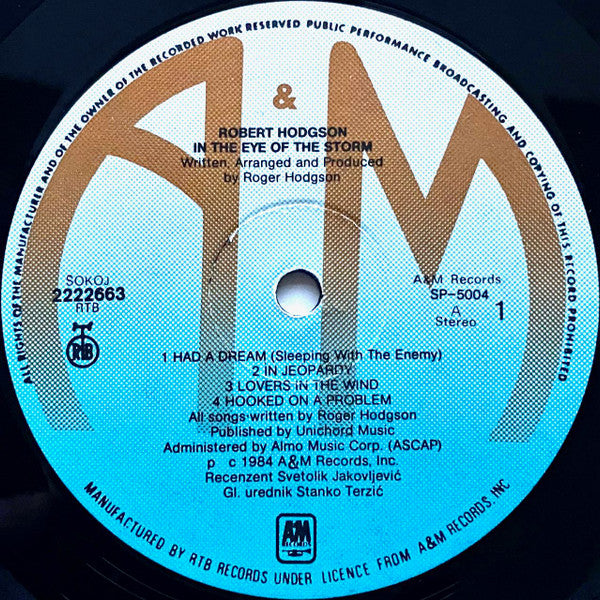 ALL RIGHTS OF THE MANUFACTURER AND OF THE OWNER OF THE RECORDED WORK RESERVED PUBLIC PERFORMANCE BROADCASTING AND COPYING OF THIS RECORD PROHIBITED
A & M
ROBERT HODGSON
IN THE EYE OF THE STORM
Written, Arranged and Produced
by Roger Hodgson
SOKOJ
2222663
RTB
RTB
A&M Records
SP-5004
A
Stereo 1
1 HAD A DREAM (Sleeping With The Enemy)
2 IN JEOPARDY
3 LOVERS IN THE WIND
4 HOOKED ON A PROBLEM
All songs written by Roger Hodgson
Published by Unichord Music
Administered by Almo Music Corp. (ASCAP)
p c 1984 A&M Records, Inc.
Recenzent Svetolik Jakovljević
Gl. urednik Stanko Terzić
A&M
RECORDS
MANUFACTURED BY RTB RECORDS UNDER LICENCE FROM A&M RECORDS, INC